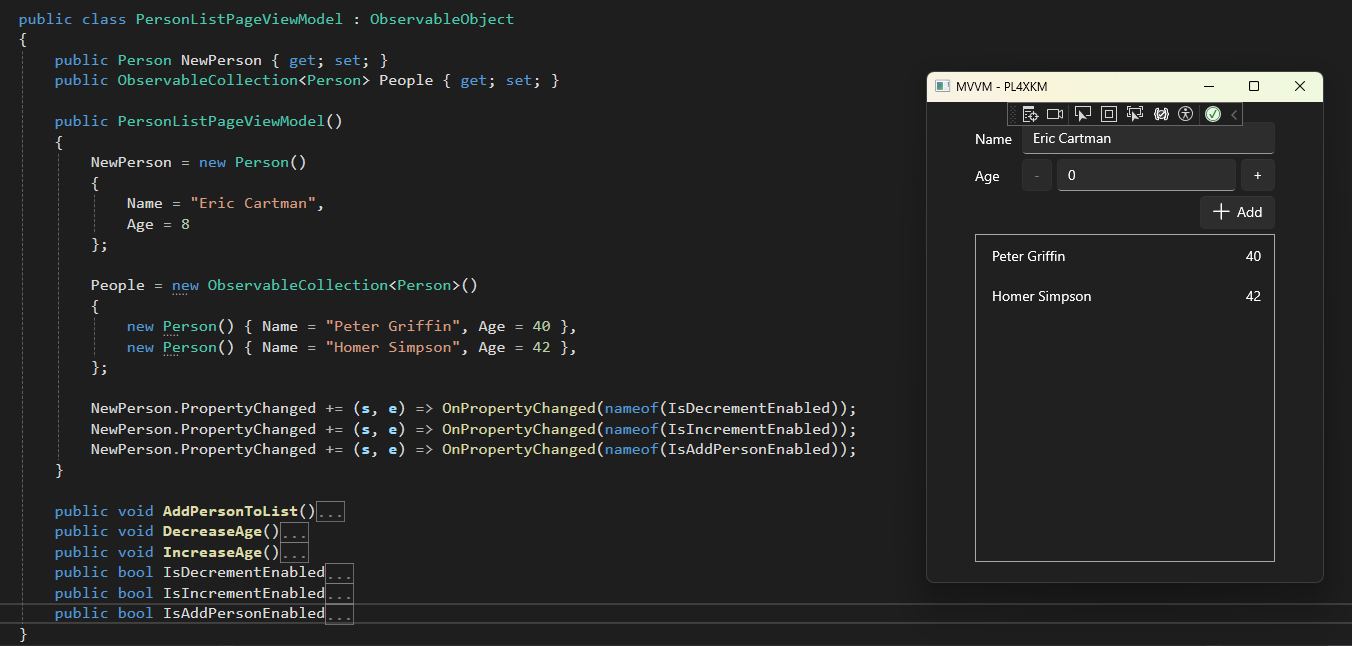 public class PersonListPageViewModel : ObservableObject
{
    public Person NewPerson { get; set; }
    public ObservableCollection<Person> People { get; set; }
    public PersonListPageViewModel()
    {
        NewPerson = new Person()
        {
            Name = "Eric Cartman",
            Age = 8
        };
        People = new ObservableCollection<Person>()
        {
            new Person() { Name = "Peter Griffin", Age = 40 },
            new Person() { Name = "Homer Simpson", Age = 42 },
        };
        NewPerson.PropertyChanged += (s, e) => OnPropertyChanged(nameof(IsDecrementEnabled));
        NewPerson.PropertyChanged += (s, e) => OnPropertyChanged(nameof(IsIncrementEnabled));
        NewPerson.PropertyChanged += (s, e) => OnPropertyChanged(nameof(IsAddPersonEnabled));
    }
    public void AddPersonToList()...
    public void DecreaseAge()...
    public void IncreaseAge()...
    public bool IsDecrementEnabled...
    public bool IsIncrementEnabled...
    public bool IsAddPersonEnabled...
}
MVVM - PL4XKM
Name Eric Cartman
Age - 0 +
Add
Peter Griffin 40
Homer Simpson 42